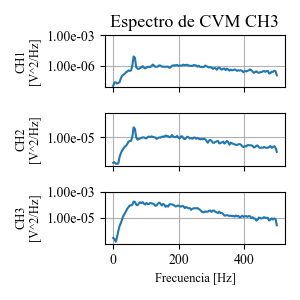 Espectro de CVM CH3
CH1
[V^2/Hz]
1.00e-03
1.00e-06
CH2
[V^2/Hz]
1.00e-05
CH3
[V^2/Hz]
1.00e-03
1.00e-05
0 200 400
Frecuencia [Hz]